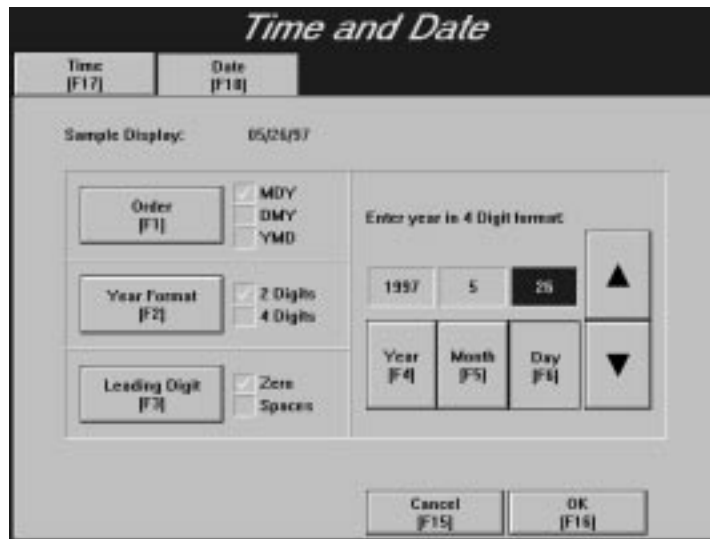 Time and Date
Time [F17]
Date [F18]
Sample Display: 05/26/97
Order [F1]
MDY
DMY
YMD
Year Format [F2]
2 Digits
4 Digits
Leading Digit [F3]
Zero
Spaces
Enter year in 4 Digit format:
1997 5 26
Year [F4]
Month [F5]
Day [F6]
Cancel [F15]
OK [F16]